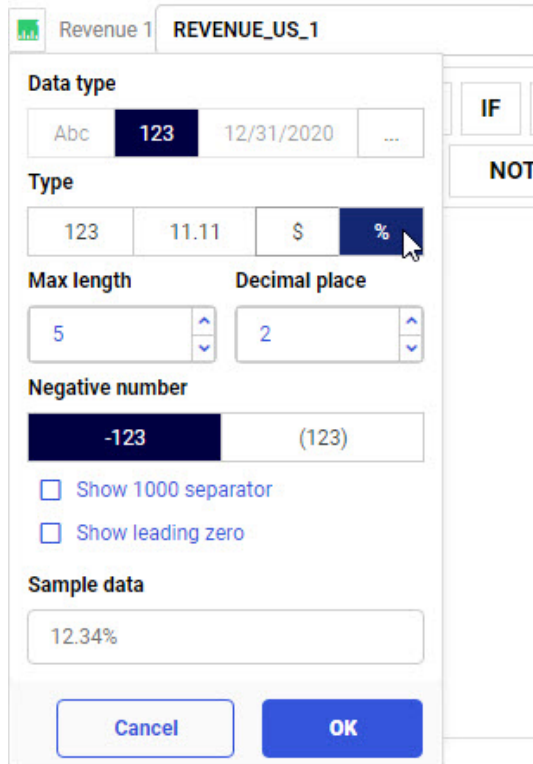 Revenue 1 REVENUE_US_1
Data type
IF
Abc 123 12/31/2020 ...
NOT
Type
123 11.11 $ %
Max length Decimal place
5 2
Negative number
-123 (123)
Show 1000 separator
Show leading zero
Sample data
12.34%
Cancel OK